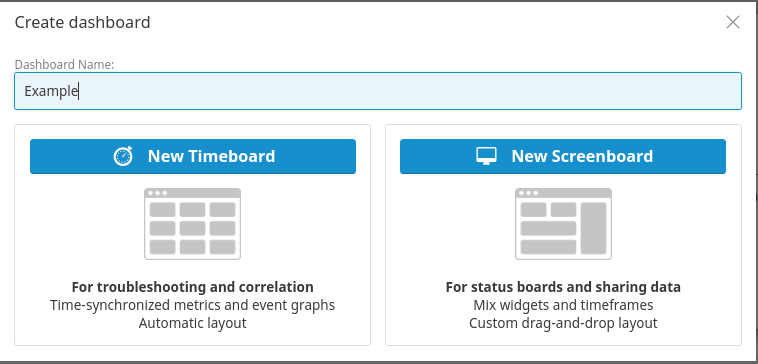 Create dashboard
Dashboard Name:
Example
New Timeboard
For troubleshooting and correlation
Time-synchronized metrics and event graphs
Automatic layout
New Screenboard
For status boards and sharing data
Mix widgets and timeframes
Custom drag-and-drop layout